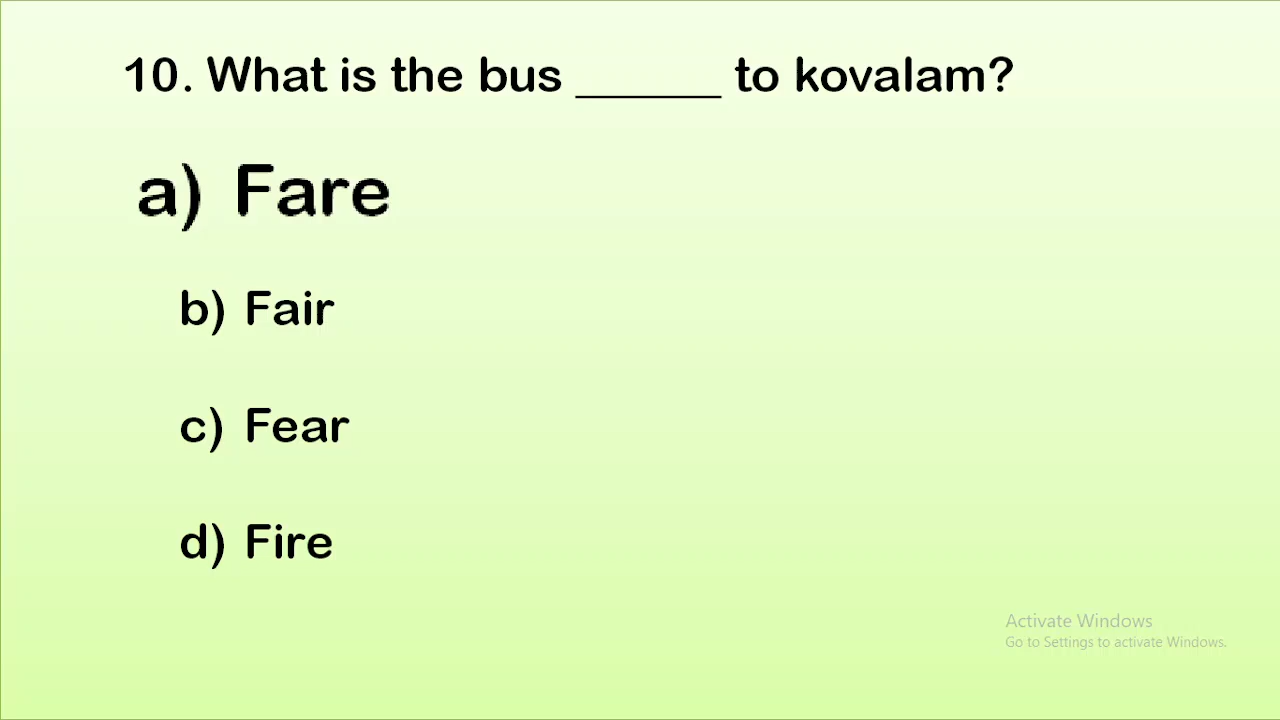 10. What is the bus ______ to kovalam?
a) Fare
b) Fair
c) Fear
d) Fire
Activate Windows
Go to Settings to activate Windows.